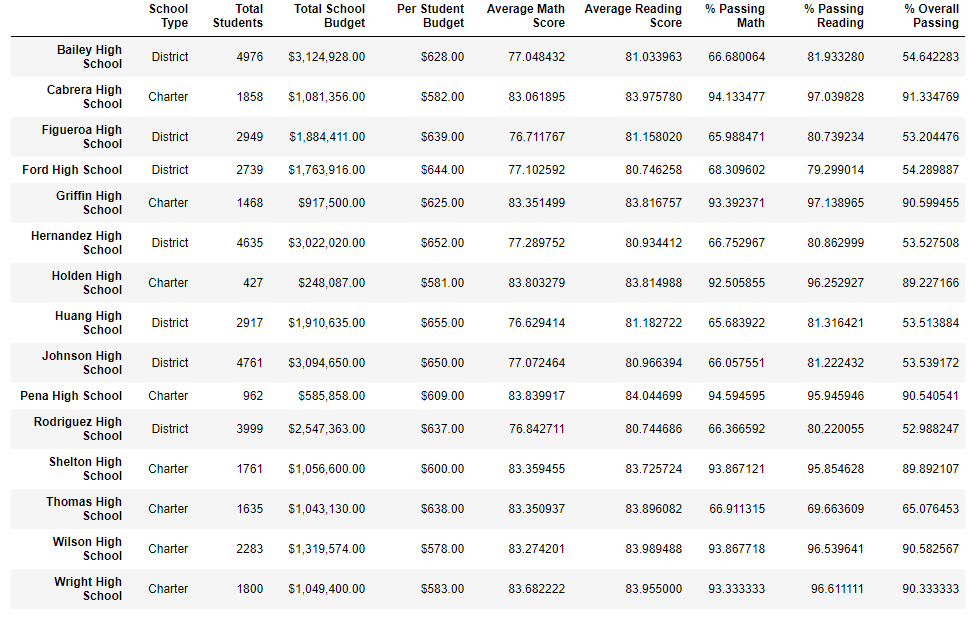 School Type Total Students Total School Budget Per Student Budget Average Math Score Average Reading Score % Passing Math % Passing Reading % Overall Passing
Bailey High School District 4976 $3,124,928.00 $628.00 77.048432 81.033963 66.680064 81.933280 54.642283
Cabrera High School Charter 1858 $1,081,356.00 $582.00 83.061895 83.975780 94.133477 97.039828 91.334769
Figueroa High School District 2949 $1,884,411.00 $639.00 76.711767 81.158020 65.988471 80.739234 53.204476
Ford High School District 2739 $1,763,916.00 $644.00 77.102592 80.746258 68.309602 79.299014 54.289887
Griffin High School Charter 1468 $917,500.00 $625.00 83.351499 83.816757 93.392371 97.138965 90.599455
Hernandez High School District 4635 $3,022,020.00 $652.00 77.289752 80.934412 66.752967 80.862999 53.527508
Holden High School Charter 427 $248,087.00 $581.00 83.803279 83.814988 92.505855 96.252927 89.227166
Huang High School District 2917 $1,910,635.00 $655.00 76.629414 81.182722 65.683922 81.316421 53.513884
Johnson High School District 4761 $3,094,650.00 $650.00 77.072464 80.966394 66.057551 81.222432 53.539172
Pena High School Charter 962 $585,858.00 $609.00 83.839917 84.044699 94.594595 95.945946 90.540541
Rodriguez High School District 3999 $2,547,363.00 $637.00 76.842711 80.744686 66.366592 80.220055 52.988247
Shelton High School Charter 1761 $1,056,600.00 $600.00 83.359455 83.725724 93.867121 95.854628 89.892107
Thomas High School Charter 1635 $1,043,130.00 $638.00 83.350937 83.896082 66.911315 69.663609 65.076453
Wilson High School Charter 2283 $1,319,574.00 $578.00 83.274201 83.989488 93.867718 96.539641 90.582567
Wright High School Charter 1800 $1,049,400.00 $583.00 83.682222 83.955000 93.333333 96.611111 90.333333